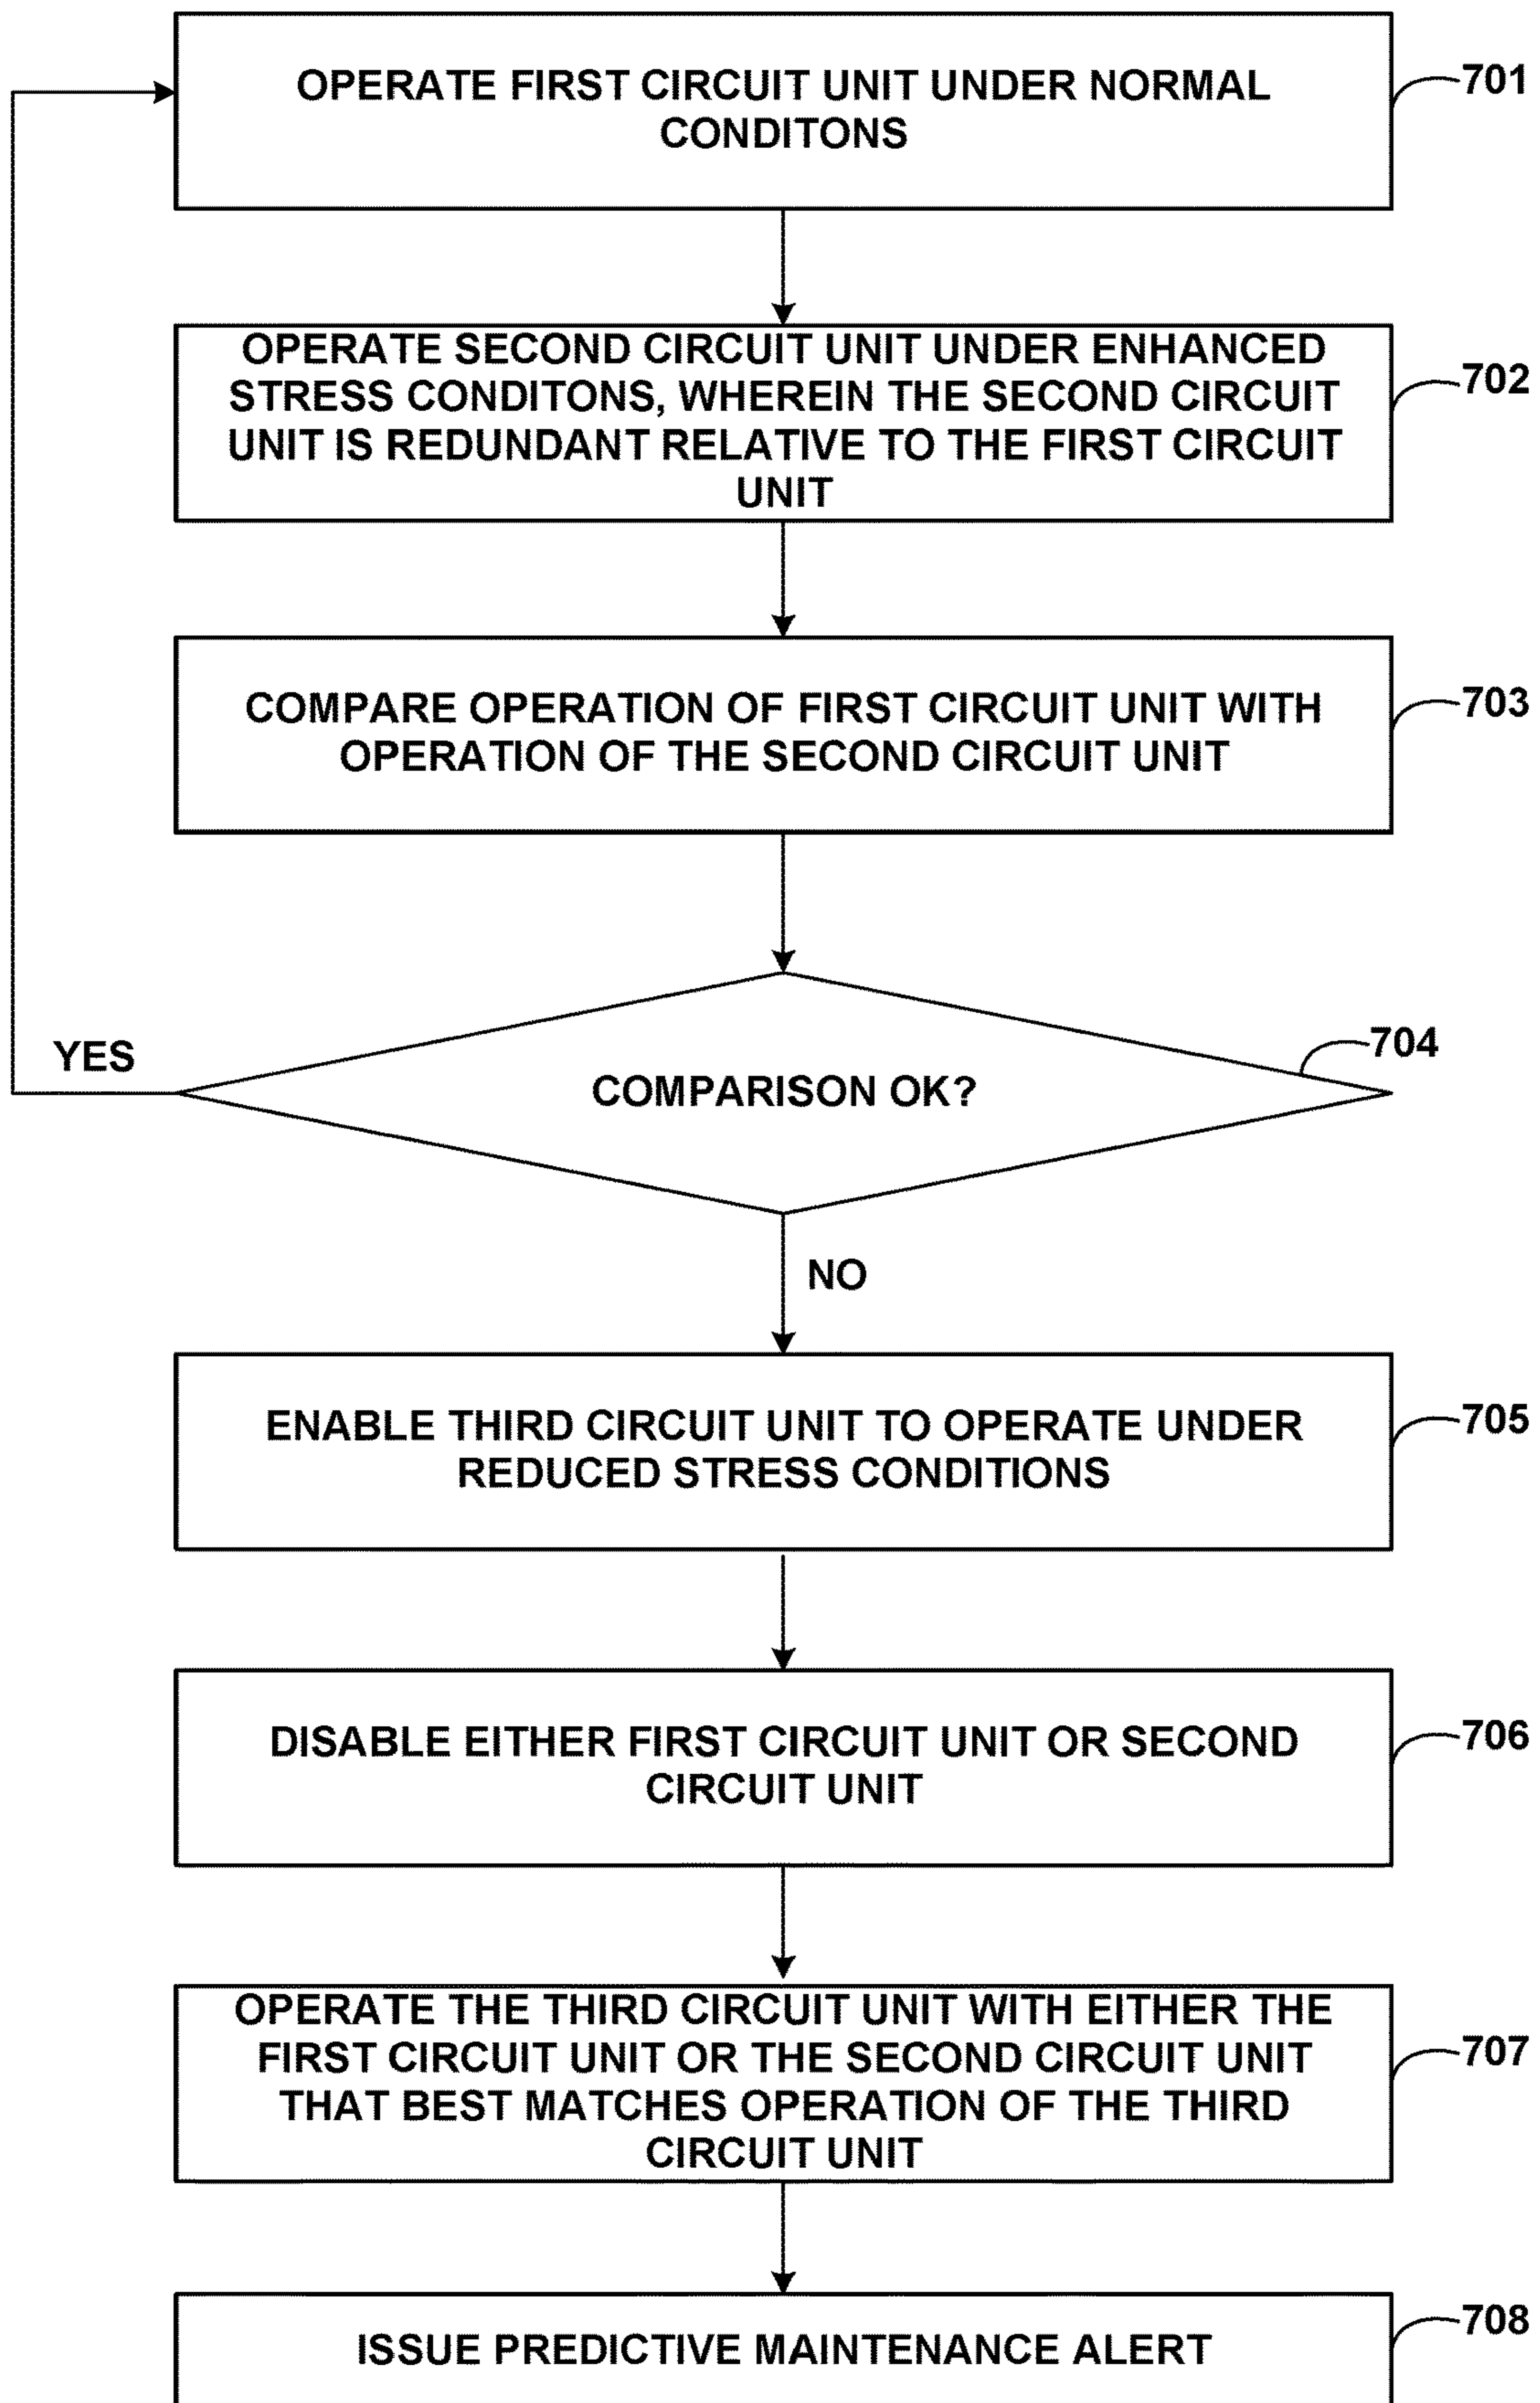 OPERATE FIRST CIRCUIT UNIT UNDER NORMAL
CONDITONS
701
OPERATE SECOND CIRCUIT UNIT UNDER ENHANCED
STRESS CONDITONS, WHEREIN THE SECOND CIRCUIT
UNIT IS REDUNDANT RELATIVE TO THE FIRST CIRCUIT
UNIT
702
COMPARE OPERATION OF FIRST CIRCUIT UNIT WITH
OPERATION OF THE SECOND CIRCUIT UNIT
703
YES
COMPARISON OK?
704
NO
ENABLE THIRD CIRCUIT UNIT TO OPERATE UNDER
REDUCED STRESS CONDITIONS
705
DISABLE EITHER FIRST CIRCUIT UNIT OR SECOND
CIRCUIT UNIT
706
OPERATE THE THIRD CIRCUIT UNIT WITH EITHER THE
FIRST CIRCUIT UNIT OR THE SECOND CIRCUIT UNIT
THAT BEST MATCHES OPERATION OF THE THIRD
CIRCUIT UNIT
707
ISSUE PREDICTIVE MAINTENANCE ALERT
708